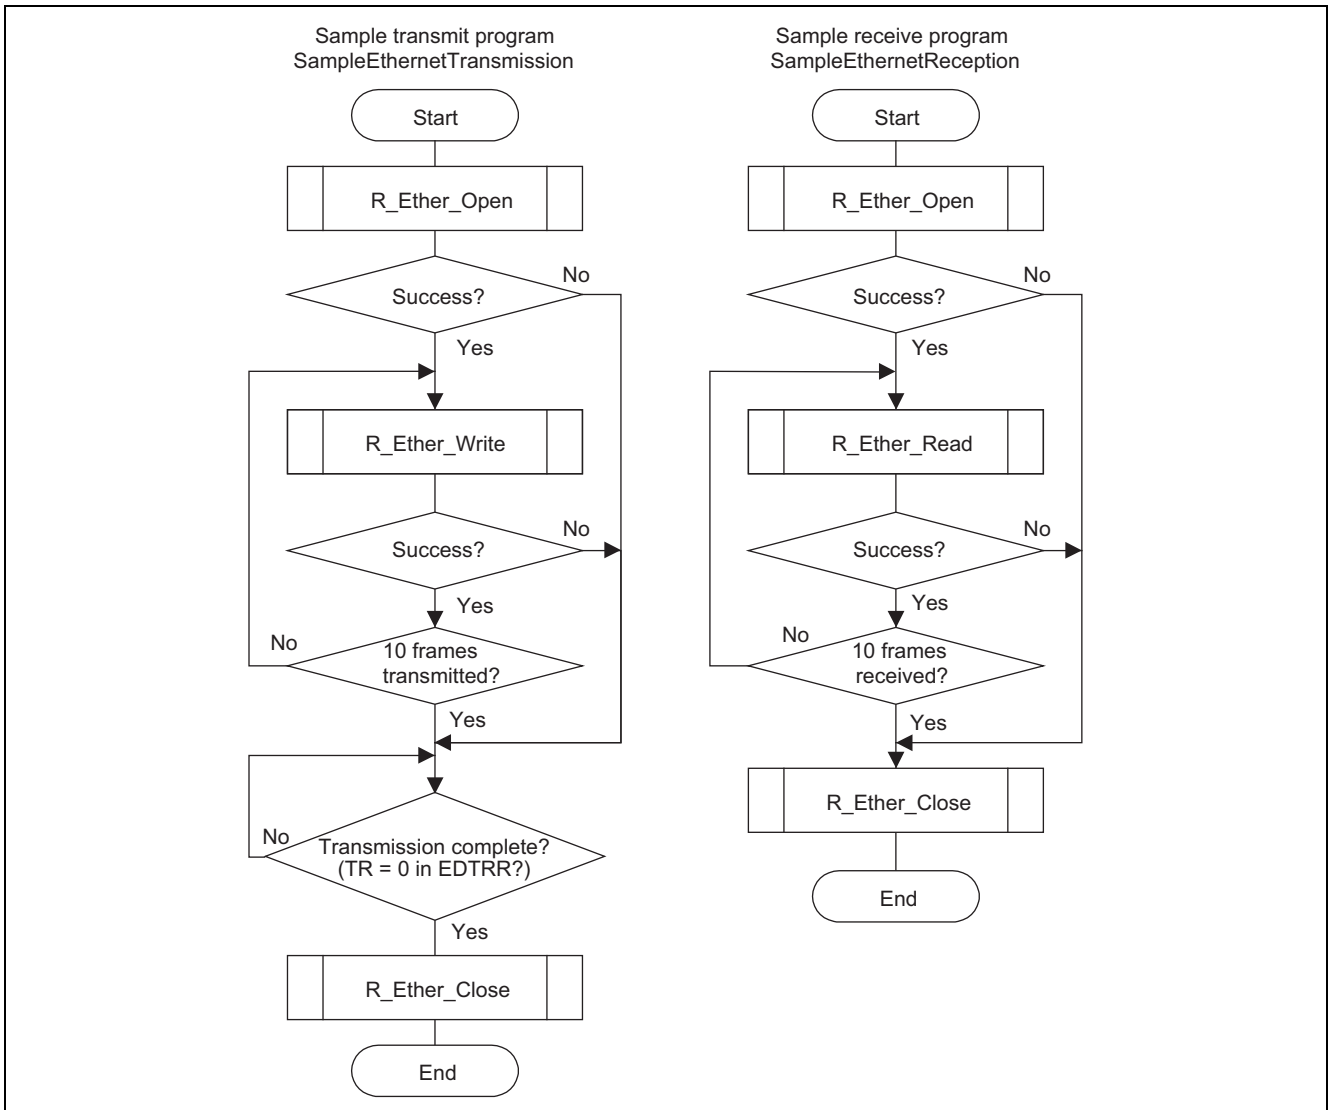 Sample transmit program
SampleEthernetTransmission
Start
R_Ether_Open
Success?
No
Yes
R_Ether_Write
Success?
No
Yes
10 frames
transmitted?
No
Yes
Transmission complete?
(TR = 0 in EDTRR?)
No
Yes
R_Ether_Close
End
Sample receive program
SampleEthernetReception
Start
R_Ether_Open
Success?
No
Yes
R_Ether_Read
Success?
No
Yes
10 frames
received?
No
Yes
R_Ether_Close
End